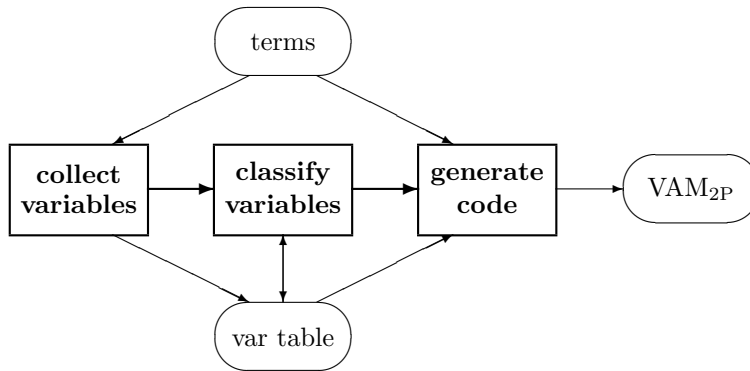 terms
collect
variables
classify
variables
generate
code
VAM2P
var table